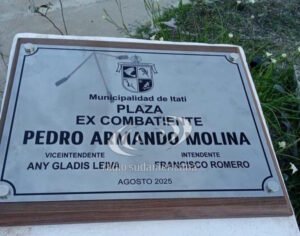 Municipalidad de Itatí
PLAZA
EX COMBATIENTE
PEDRO ARMANDO MOLINA
VICEINTENDENTE INTENDENTE
ANY GLADIS LEIVA FRANCISCO ROMERO
AGOSTO 2025